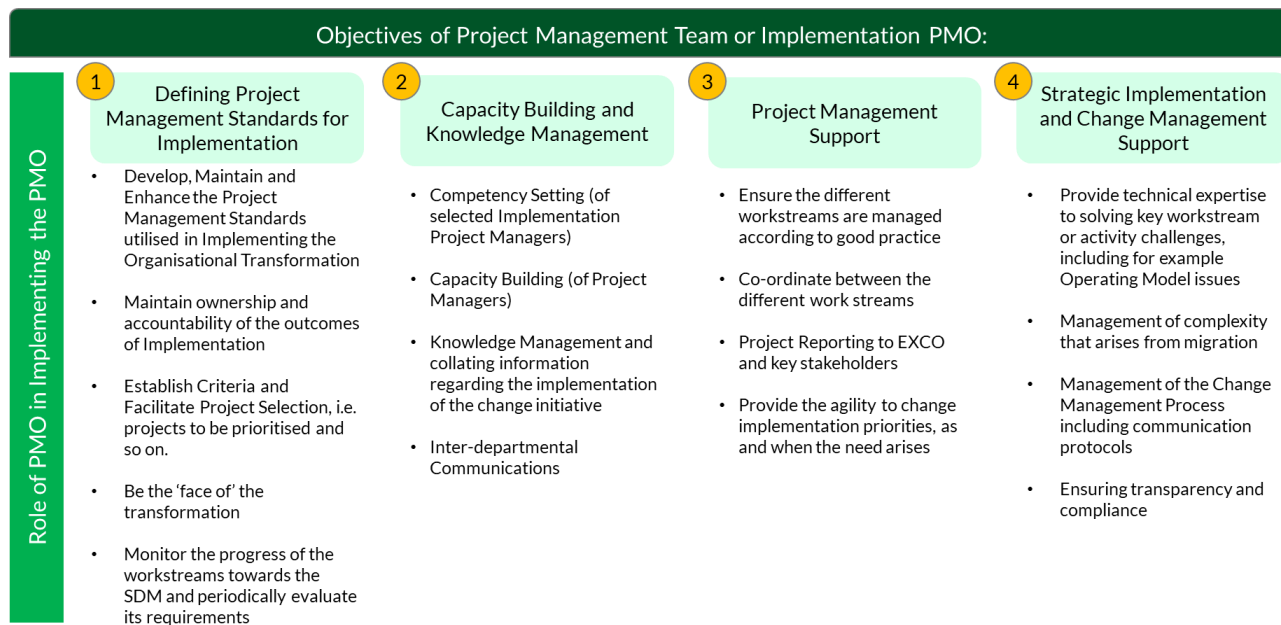 Objectives of Project Management Team or Implementation PMO:
Role of PMO in Implementing the PMO
1
Defining Project
Management Standards for
Implementation
• Develop, Maintain and
Enhance the Project
Management Standards
utilised in Implementing the
Organisational Transformation
• Maintain ownership and
accountability of the outcomes
of Implementation
• Establish Criteria and
Facilitate Project Selection, i.e.
projects to be prioritised and
so on.
• Be the ‘face of’ the
transformation
• Monitor the progress of the
workstreams towards the
SDM and periodically evaluate
its requirements
2
Capacity Building and
Knowledge Management
• Competency Setting (of
selected Implementation
Project Managers)
• Capacity Building (of Project
Managers)
• Knowledge Management and
collating information
regarding the implementation
of the change initiative
• Inter-departmental
Communications
3
Project Management
Support
• Ensure the different
workstreams are managed
according to good practice
• Co-ordinate between the
different work streams
• Project Reporting to EXCO
and key stakeholders
• Provide the agility to change
implementation priorities, as
and when the need arises
4
Strategic Implementation
and Change Management
Support
• Provide technical expertise
to solving key workstream
or activity challenges,
including for example
Operating Model issues
• Management of complexity
that arises from migration
• Management of the Change
Management Process
including communication
protocols
• Ensuring transparency and
compliance